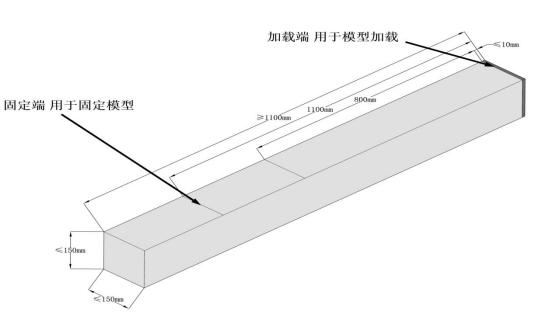 加载端 用于模型加载
≤10mm
固定端 用于固定模型
800mm
1100mm
≥1100mm
≤150mm
≤150mm